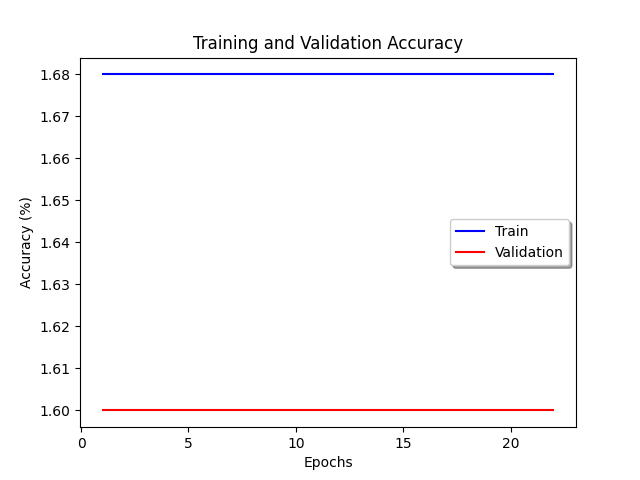 Training and Validation Accuracy
1.68
1.67
1.66
1.65
1.64
1.63
1.62
1.61
1.60
Accuracy (%)
Train
Validation
0 5 10 15 20
Epochs